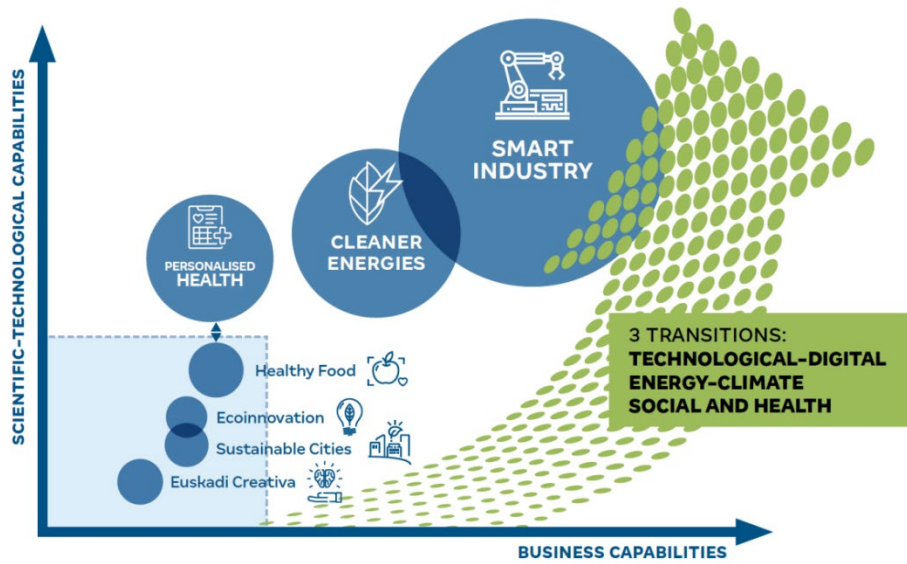 SCIENTIFIC-TECHNOLOGICAL CAPABILITIES
SMART
INDUSTRY
CLEANER
ENERGIES
PERSONALISED
HEALTH
3 TRANSITIONS:
TECHNOLOGICAL-DIGITAL
ENERGY-CLIMATE
SOCIAL AND HEALTH
Healthy Food
Ecoinnovation
Sustainable Cities
Euskadi Creativa
BUSINESS CAPABILITIES